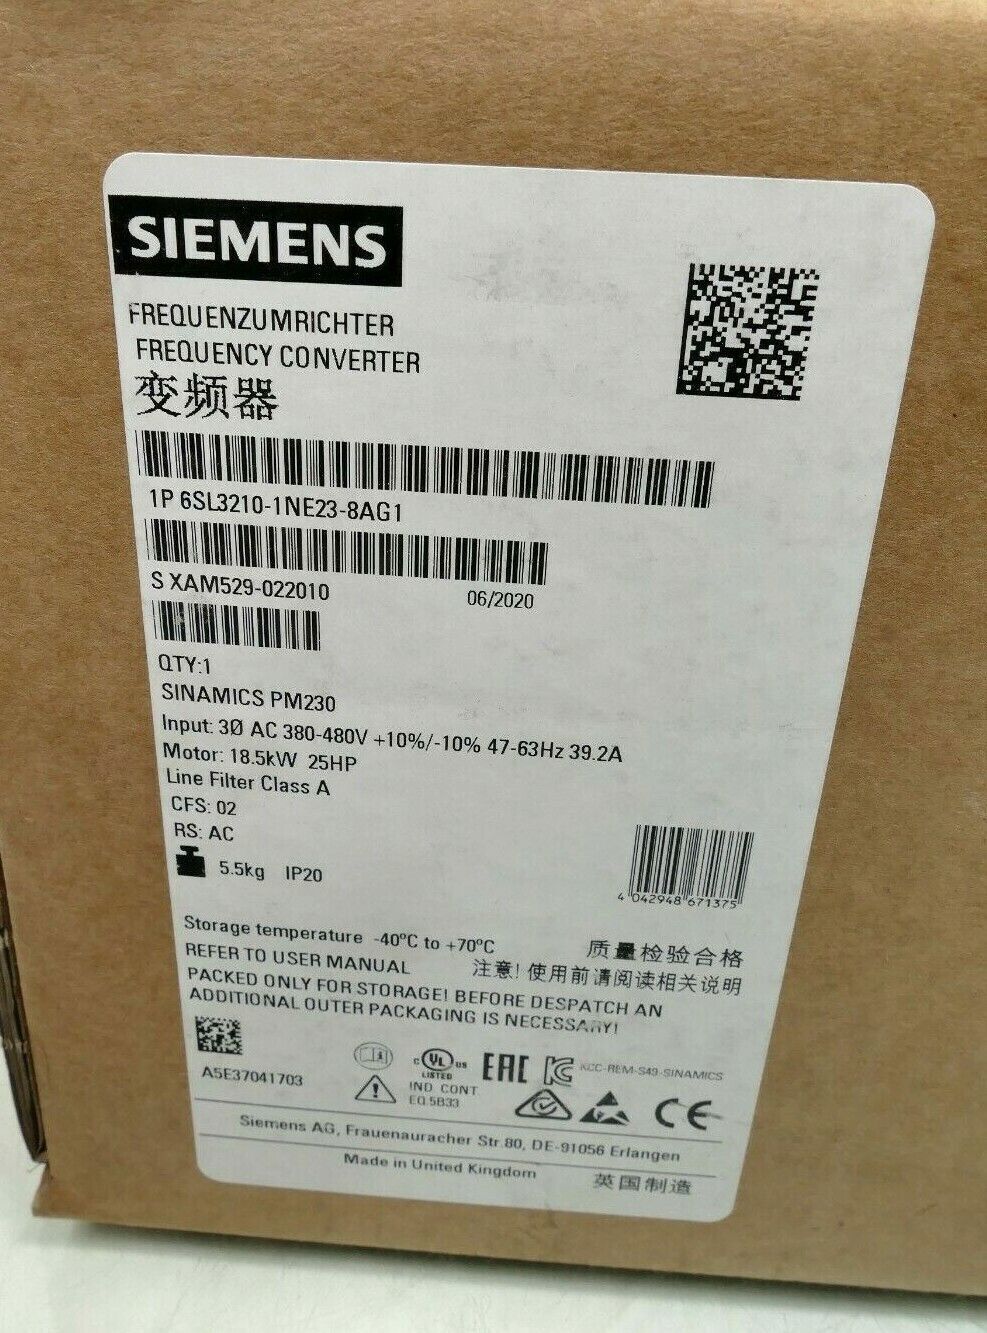 SIEMENS
FREQUENZUMRICHTER
FREQUENCY CONVERTER
变频器
1P 6SL3210-1NE23-8AG1
S XAM529-022010 06/2020
QTY:1
SINAMICS PM230
Input: 3Ø AC 380-480V +10%/-10% 47-63Hz 39.2A
Motor: 18.5kW 25HP
Line Filter Class A
CFS: 02
RS: AC
5.5kg IP20
4 042948 671375
Storage temperature -40ºC to +70ºC
质量检验合格
REFER TO USER MANUAL
注意! 使用前请阅读相关说明
PACKED ONLY FOR STORAGE! BEFORE DESPATCH AN
ADDITIONAL OUTER PACKAGING IS NECESSARY!
A5E37041703
C UL US
LISTED
IND CONT
EQ.5B33
EAC
KCC-REM-S49-SINAMICS
CE
Siemens AG, Frauenauracher Str.80, DE-91056 Erlangen
Made in United Kingdom
英国制造